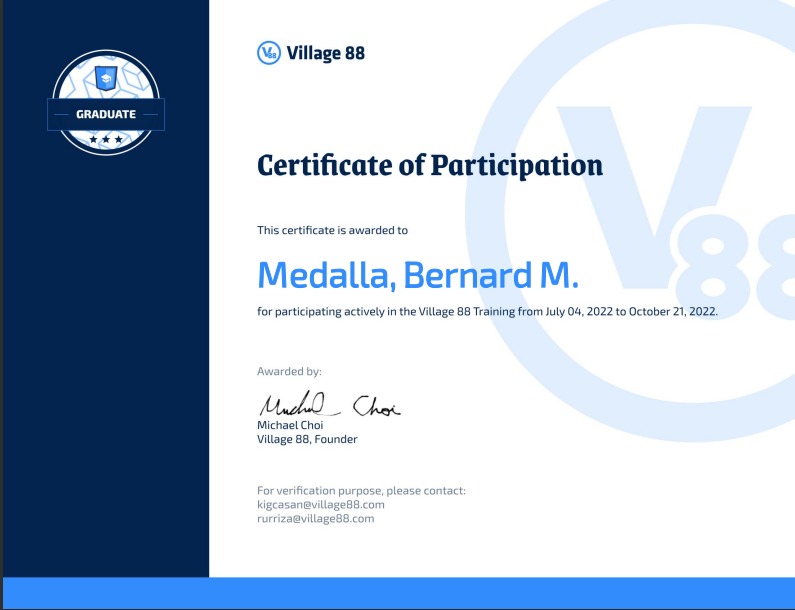 V88 Village 88
GRADUATE
Certificate of Participation
This certificate is awarded to
Medalla, Bernard M.
for participating actively in the Village 88 Training from July 04, 2022 to October 21, 2022.
Awarded by:
Michael Choi
Michael Choi
Village 88, Founder
For verification purpose, please contact:
kigcasan@village88.com
rurriza@village88.com
V88